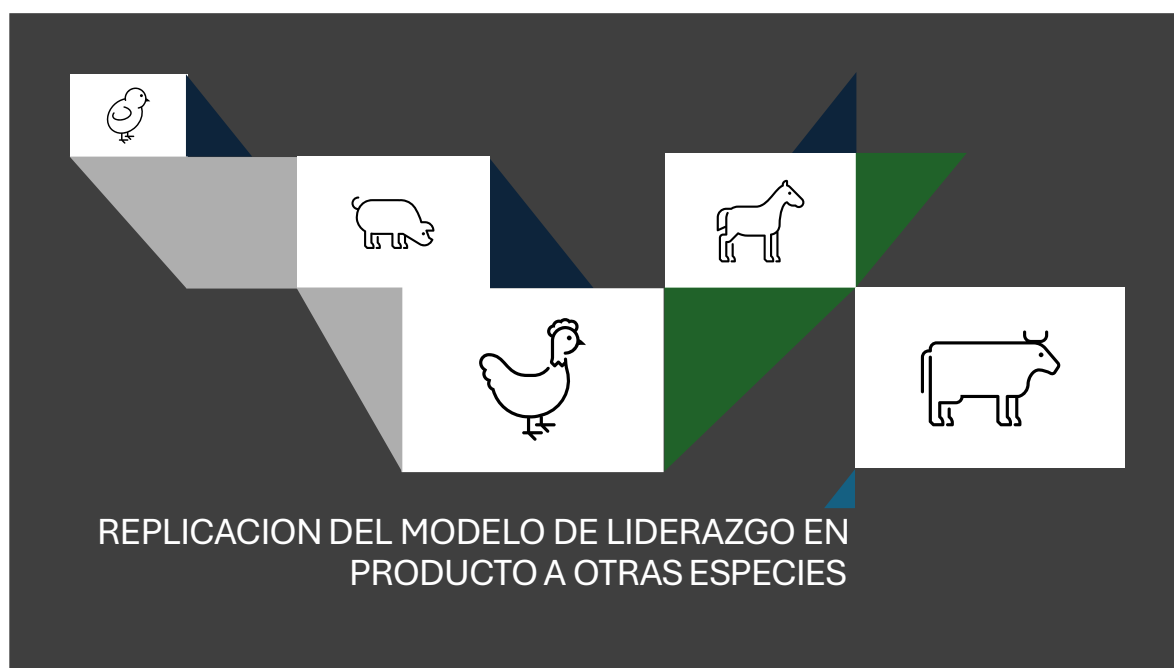 REPLICACION DEL MODELO DE LIDERAZGO EN
PRODUCTO A OTRAS ESPECIES